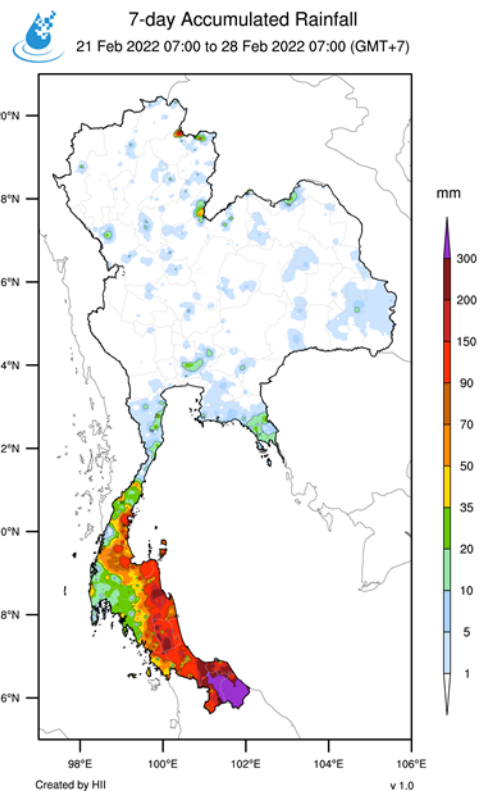 7-day Accumulated Rainfall
21 Feb 2022 07:00 to 28 Feb 2022 07:00 (GMT+7)
20°N
8°N
6°N
4°N
2°N
0°N
8°N
6°N
98°E 100°E 102°E 104°E 106°E
mm
300
200
150
90
70
50
35
20
10
5
1
Created by HII
v 1.0